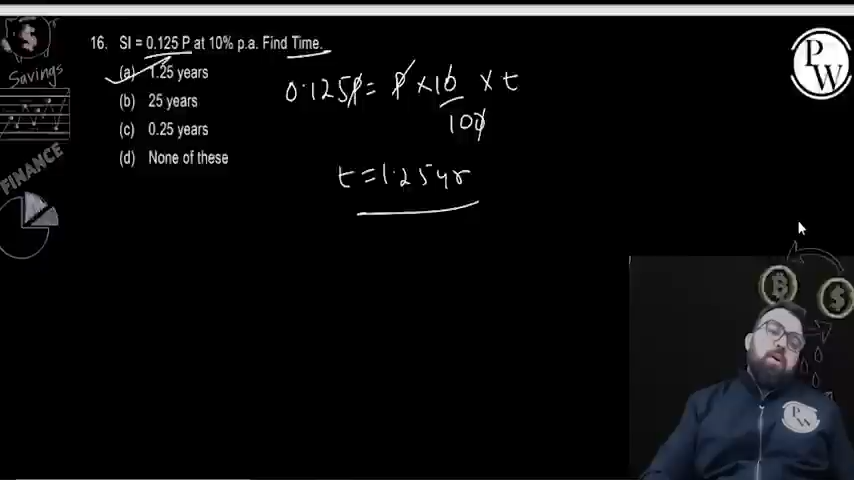 16. SI = 0.125 P at 10% p.a. Find Time.
(a) 1.25 years
(b) 25 years
(c) 0.25 years
(d) None of these
0.125P = P × 10 × t
100
t = 1.25 yr
Savings
FINANCE
PW
PW